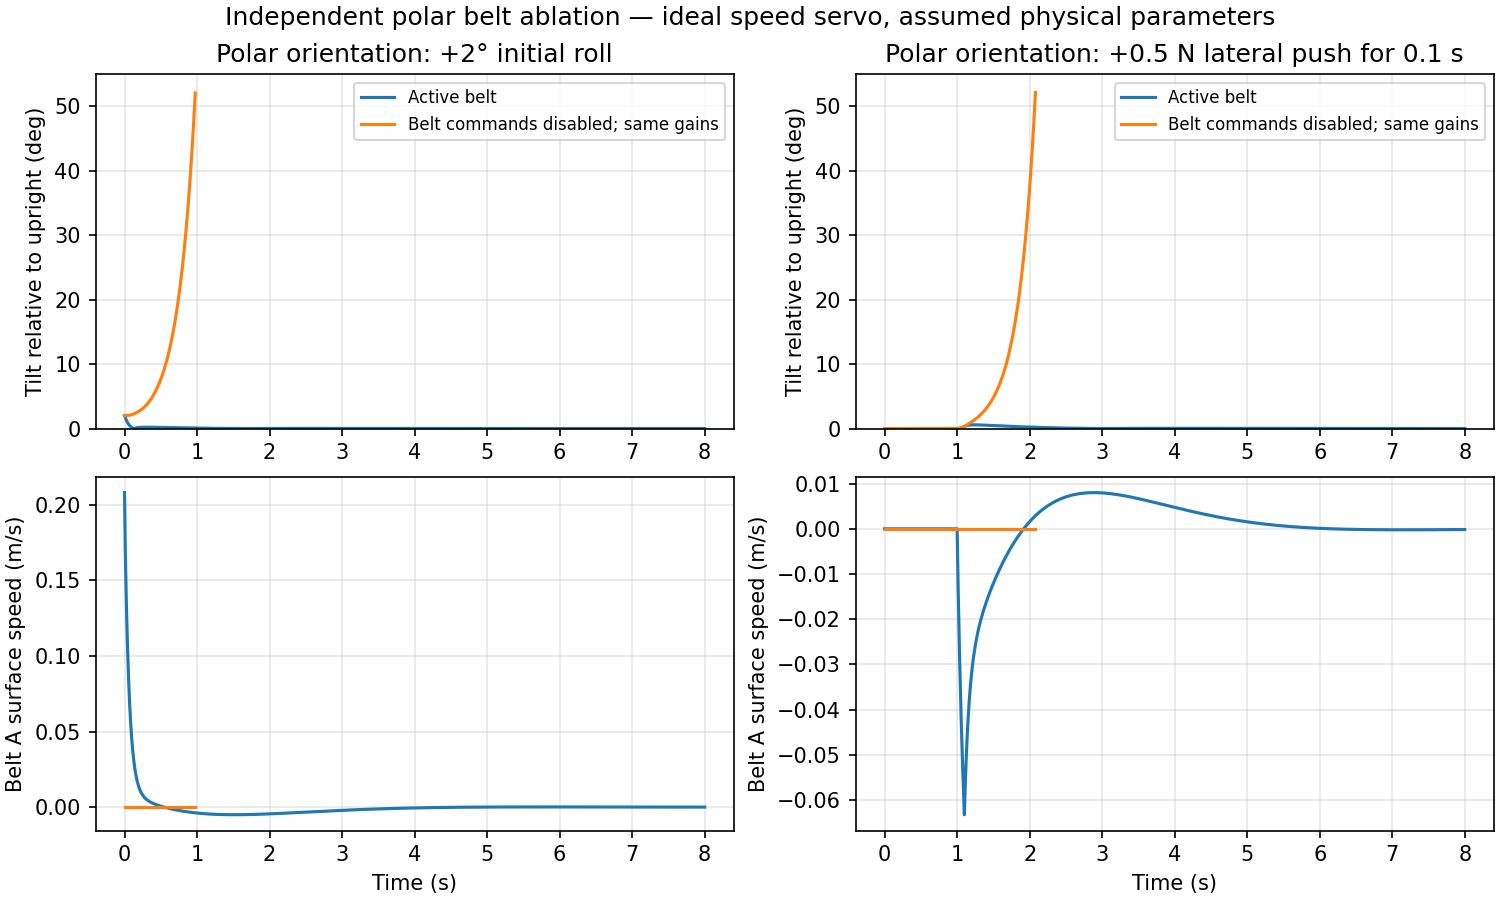 Independent polar belt ablation — ideal speed servo, assumed physical parameters
Polar orientation: +2° initial roll
Tilt relative to upright (deg)
50
40
30
20
10
0
Active belt
Belt commands disabled; same gains
0 1 2 3 4 5 6 7 8
Polar orientation: +0.5 N lateral push for 0.1 s
Tilt relative to upright (deg)
50
40
30
20
10
0
Active belt
Belt commands disabled; same gains
0 1 2 3 4 5 6 7 8
Belt A surface speed (m/s)
0.20
0.15
0.10
0.05
0.00
0 1 2 3 4 5 6 7 8
Time (s)
Belt A surface speed (m/s)
0.01
0.00
−0.01
−0.02
−0.03
−0.04
−0.05
−0.06
0 1 2 3 4 5 6 7 8
Time (s)